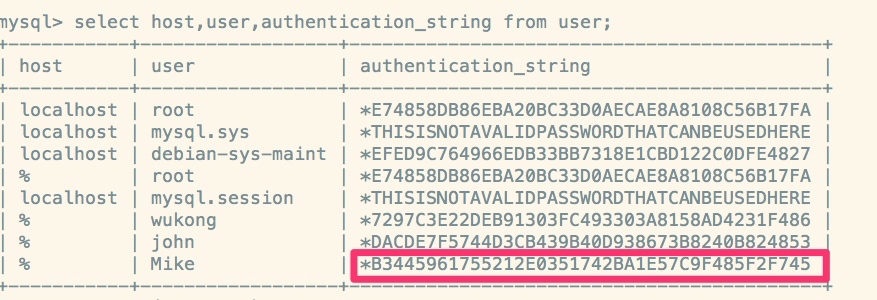 mysql> select host,user,authentication_string from user;
| host | user | authentication_string |
| localhost | root | *E74858DB86EBA20BC33D0AECAE8A8108C56B17FA |
| localhost | mysql.sys | *THISISNOTAVALIDPASSWORDTHATCANBEUSEDHERE |
| localhost | debian-sys-maint | *EFED9C764966EDB33BB7318E1CBD122C0DFE4827 |
| % | root | *E74858DB86EBA20BC33D0AECAE8A8108C56B17FA |
| localhost | mysql.session | *THISISNOTAVALIDPASSWORDTHATCANBEUSEDHERE |
| % | wukong | *7297C3E22DEB91303FC493303A8158AD4231F486 |
| % | john | *DACDE7F5744D3CB439B40D938673B8240B824853 |
| % | Mike | *B3445961755212E0351742BA1E57C9F485F2F745 |